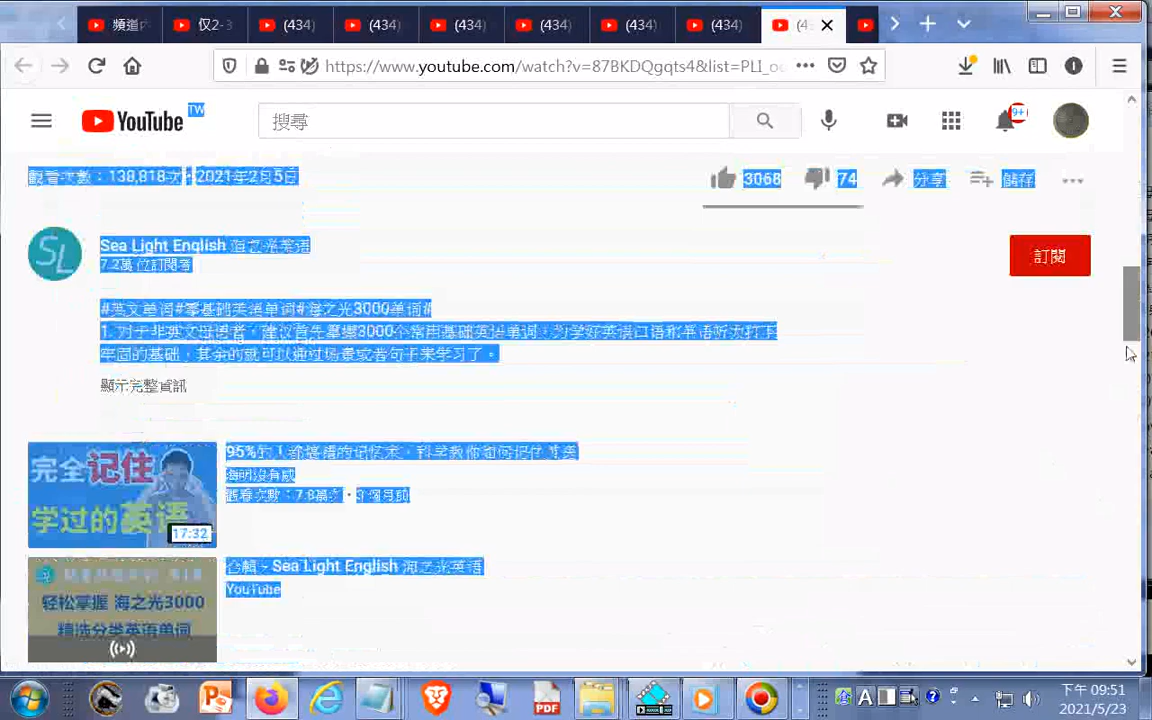 頻道內
仅2-3
(434)
(434)
(434)
(434)
(434)
(434)
(4
https://www.youtube.com/watch?v=87BKDQgqts4&list=PLI_o
YouTube TW
搜尋
9+
觀看次數：138,818次 • 2021年2月5日
3068
74
分享
儲存
SL
Sea Light English 海之光英语
7.2萬 位訂閱者
訂閱
#英文单词#零基础英语单词#海之光3000单词#
1. 对于非英文母语者，建议首先掌握3000个常用基础英语单词，为学好英语口语和英语听力打下
牢固的基础，其余的就可以通过场景或者句子来学习了。
顯示完整資訊
完全记住
学过的英语
17:32
95%的人都搞错的记忆法，科学教你如何记住
觀看次數：7.8萬次 • 3 個月前
轻松掌握 海之光3000
精选分类英语单词
合輯 - Sea Light English 海之光英语
YouTube
PDF
下午 09:51
2021/5/23